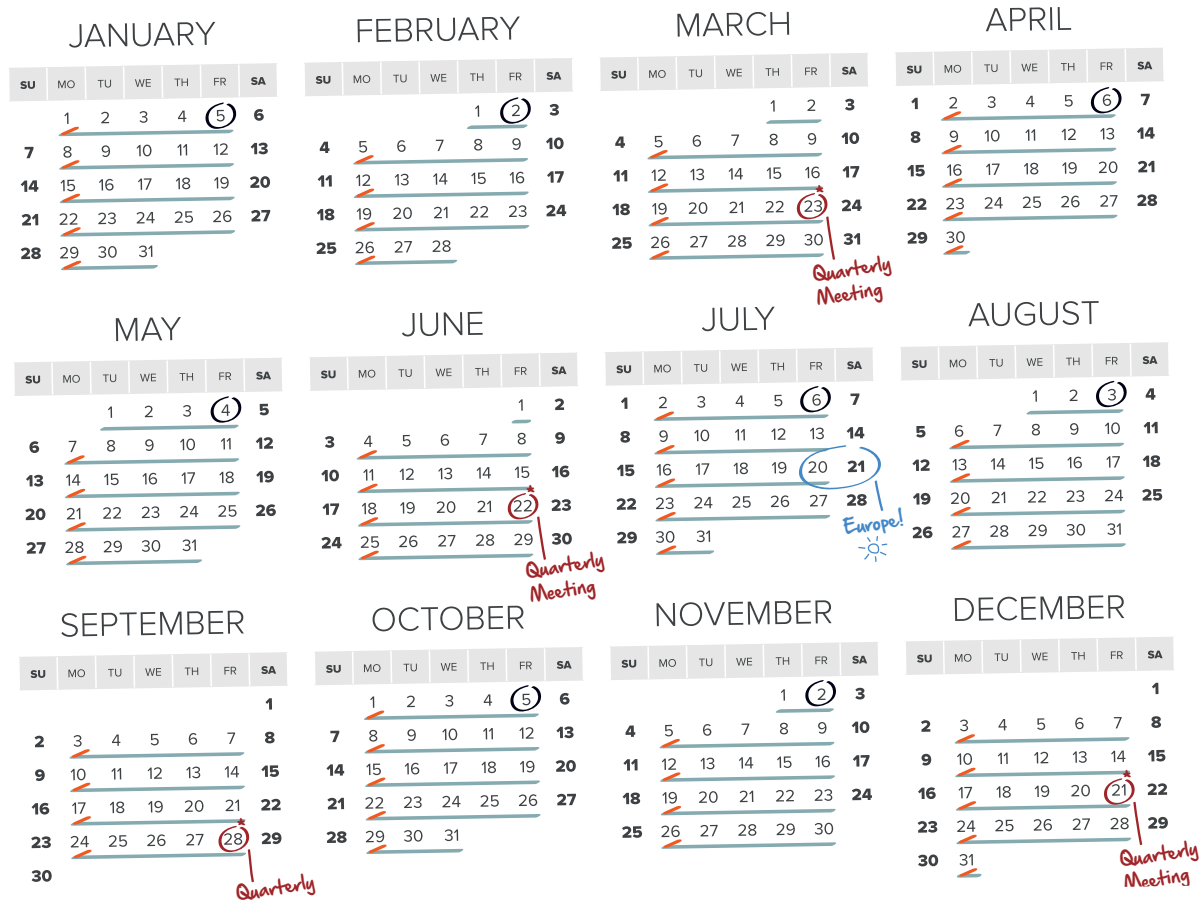 JANUARY
SU MO TU WE TH FR SA
1 2 3 4 5 6
7 8 9 10 11 12 13
14 15 16 17 18 19 20
21 22 23 24 25 26 27
28 29 30 31
FEBRUARY
SU MO TU WE TH FR SA
1 2 3
4 5 6 7 8 9 10
11 12 13 14 15 16 17
18 19 20 21 22 23 24
25 26 27 28
MARCH
SU MO TU WE TH FR SA
1 2 3
4 5 6 7 8 9 10
11 12 13 14 15 16 17
18 19 20 21 22 23 24
25 26 27 28 29 30 31
Quarterly
Meeting
APRIL
SU MO TU WE TH FR SA
1 2 3 4 5 6 7
8 9 10 11 12 13 14
15 16 17 18 19 20 21
22 23 24 25 26 27 28
29 30
MAY
SU MO TU WE TH FR SA
1 2 3 4 5
6 7 8 9 10 11 12
13 14 15 16 17 18 19
20 21 22 23 24 25 26
27 28 29 30 31
JUNE
SU MO TU WE TH FR SA
1 2
3 4 5 6 7 8 9
10 11 12 13 14 15 16
17 18 19 20 21 22 23
24 25 26 27 28 29 30
Quarterly
Meeting
JULY
SU MO TU WE TH FR SA
1 2 3 4 5 6 7
8 9 10 11 12 13 14
15 16 17 18 19 20 21
22 23 24 25 26 27 28
29 30 31
Europe!
AUGUST
SU MO TU WE TH FR SA
1 2 3 4
5 6 7 8 9 10 11
12 13 14 15 16 17 18
19 20 21 22 23 24 25
26 27 28 29 30 31
SEPTEMBER
SU MO TU WE TH FR SA
1
2 3 4 5 6 7 8
9 10 11 12 13 14 15
16 17 18 19 20 21 22
23 24 25 26 27 28 29
30
Quarterly
OCTOBER
SU MO TU WE TH FR SA
1 2 3 4 5 6
7 8 9 10 11 12 13
14 15 16 17 18 19 20
21 22 23 24 25 26 27
28 29 30 31
NOVEMBER
SU MO TU WE TH FR SA
1 2 3
4 5 6 7 8 9 10
11 12 13 14 15 16 17
18 19 20 21 22 23 24
25 26 27 28 29 30
DECEMBER
SU MO TU WE TH FR SA
1
2 3 4 5 6 7 8
9 10 11 12 13 14 15
16 17 18 19 20 21 22
23 24 25 26 27 28 29
30 31
Quarterly
Meeting